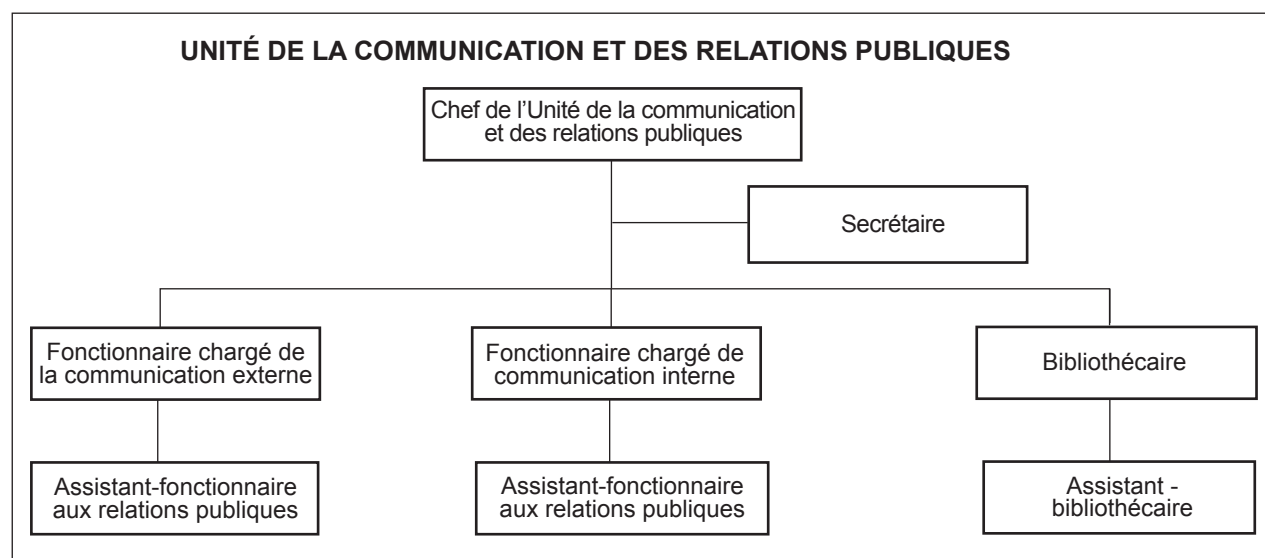 UNITÉ DE LA COMMUNICATION ET DES RELATIONS PUBLIQUES
Chef de l’Unité de la communication
et des relations publiques
Secrétaire
Fonctionnaire chargé de
la communication externe
Fonctionnaire chargé de
communication interne
Bibliothécaire
Assistant-fonctionnaire
aux relations publiques
Assistant-fonctionnaire
aux relations publiques
Assistant -
bibliothécaire